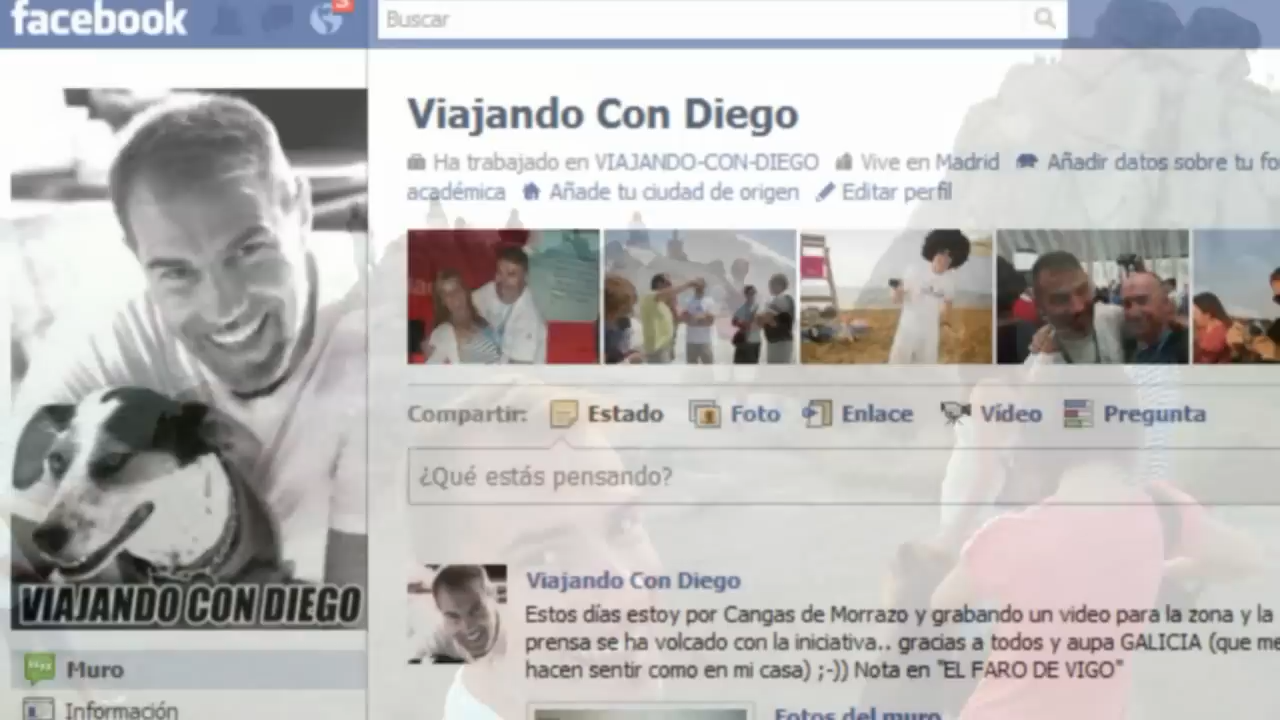 facebook
Buscar
Viajando Con Diego
Ha trabajado en VIAJANDO-CON-DIEGO Vive en Madrid Añadir datos sobre tu fo
académica Añade tu ciudad de origen Editar perfil
Compartir: Estado Foto Enlace Vídeo Pregunta
¿Qué estás pensando?
VIAJANDO CON DIEGO
Muro
Información
Viajando Con Diego
Estos días estoy por Cangas de Morrazo y grabando un video para la zona y la
prensa se ha volcado con la iniciativa.. gracias a todos y aupa GALICIA (que me
hacen sentir como en mi casa) ;-)) Nota en "EL FARO DE VIGO"
Fotos del muro